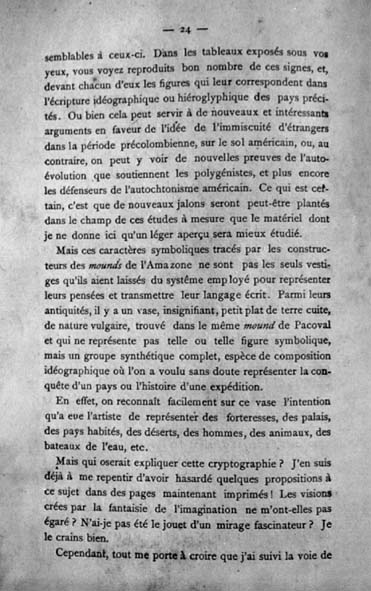 — 24 —
semblables à ceux-ci. Dans les tableaux exposés sous vos
yeux, vous voyez reproduits bon nombre de ces signes, et,
devant chacun d'eux les figures qui leur correspondent dans
l'écripture idéographique ou hiéroglyphique des pays préci-
tés. Ou bien cela peut servir à de nouveaux et intéressants
arguments en faveur de l'idée de l'immiscuité d'étrangers
dans la période précolombienne, sur le sol américain, ou, au
contraire, on peut y voir de nouvelles preuves de l'auto-
évolution que soutiennent les polygénistes, et plus encore
les défenseurs de l'autochtonisme américain. Ce qui est cer-
tain, c'est que de nouveaux jalons seront peut-être plantés
dans le champ de ces études à mesure que le matériel dont
je ne donne ici qu'un léger aperçu sera mieux étudié.
Mais ces caractères symboliques tracés par les construc-
teurs des mounds de l'Amazone ne sont pas les seuls vesti-
ges qu'ils aient laissés du système employé pour représenter
leurs pensées et transmettre leur langage écrit. Parmi leurs
antiquités, il y a un vase, insignifiant, petit plat de terre cuite,
de nature vulgaire, trouvé dans le même mound de Pacoval
et qui ne représente pas telle ou telle figure symbolique,
mais un groupe synthétique complet, espèce de composition
idéographique où l'on a voulu sans doute représenter la con-
quête d'un pays ou l'histoire d'une expédition.
En effet, on reconnaît facilement sur ce vase l'intention
qu'a eue l'artiste de représenter des forteresses, des palais,
des pays habités, des déserts, des hommes, des animaux, des
bateaux de l'eau, etc.
Mais qui oserait expliquer cette cryptographie ? J'en suis
déjà à me repentir d'avoir hasardé quelques propositions à
ce sujet dans des pages maintenant imprimés ! Les visions
crées par la fantaisie de l'imagination ne m'ont-elles pas
égaré ? N'ai-je pas été le jouet d'un mirage fascinateur ? Je
le crains bien.
Cependant, tout me porte à croire que j'ai suivi la voie de